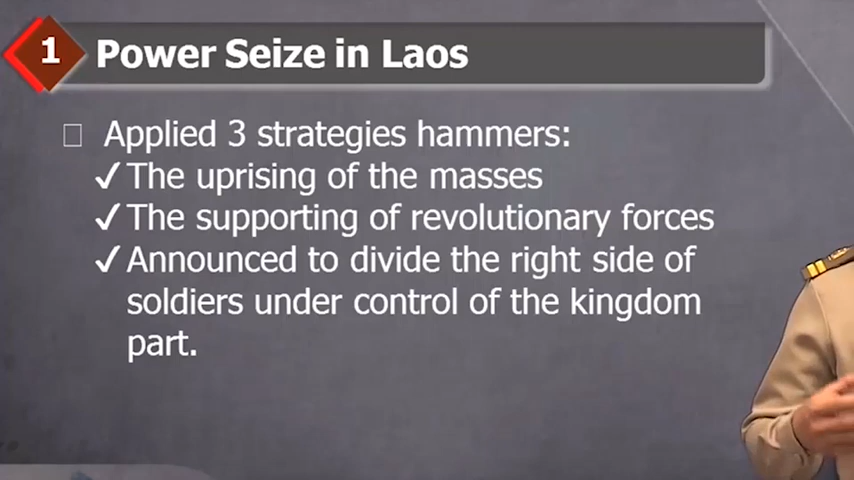 1
Power Seize in Laos
Applied 3 strategies hammers:
The uprising of the masses
The supporting of revolutionary forces
Announced to divide the right side of
soldiers under control of the kingdom
part.